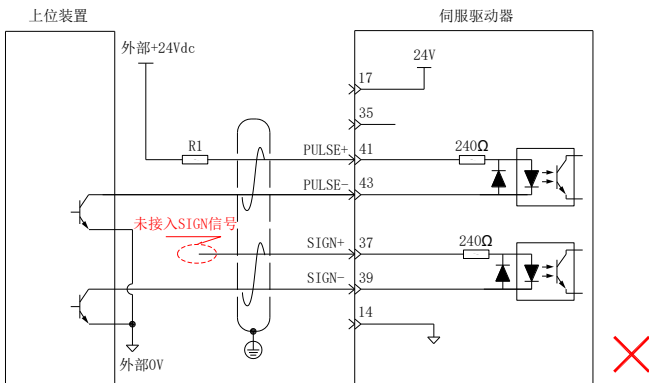 上位装置
伺服驱动器
外部+24Vdc
24V
17
35
R1
PULSE+
41
240Ω
PULSE-
43
未接入SIGN信号
SIGN+
37
240Ω
SIGN-
39
14
外部0V